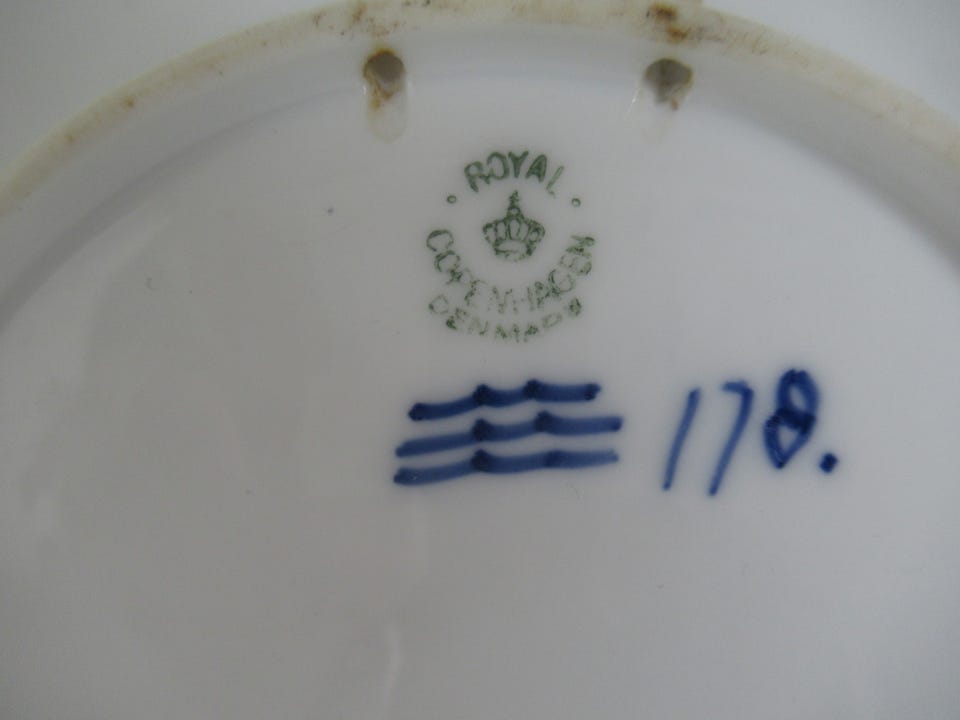 ROYAL
COPENHAGEN
DENMARK
178.